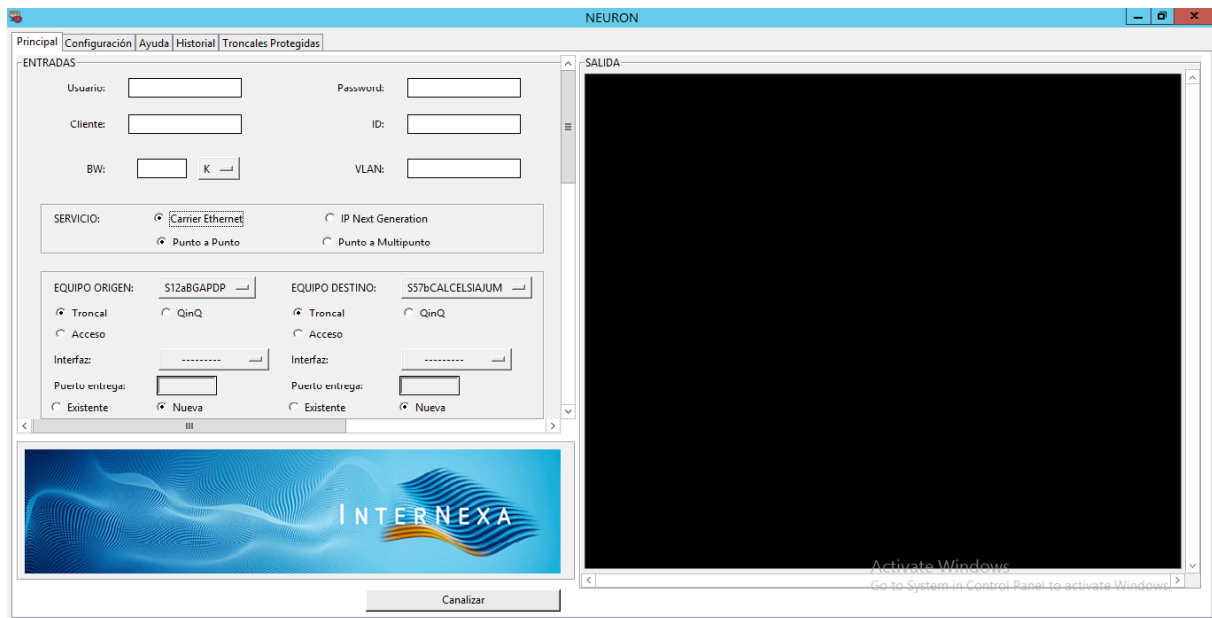 NEURON
Principal Configuración Ayuda Historial Troncales Protegidas
ENTRADAS
Usuario: Password:
Cliente: ID:
BW: K VLAN:
SERVICIO: Carrier Ethernet IP Next Generation
Punto a Punto Punto a Multipunto
EQUIPO ORIGEN: S12aBGAPDP EQUIPO DESTINO: S57bCALCELSIAJUM
Troncal QinQ Troncal QinQ
Acceso Acceso
Interfaz: --------- Interfaz: ---------
Puerto entrega: Puerto entrega:
Existente Nueva Existente Nueva
INTERNEXA
Canalizar
SALIDA
Activate Windows
Go to System in Control Panel to activate Windows.